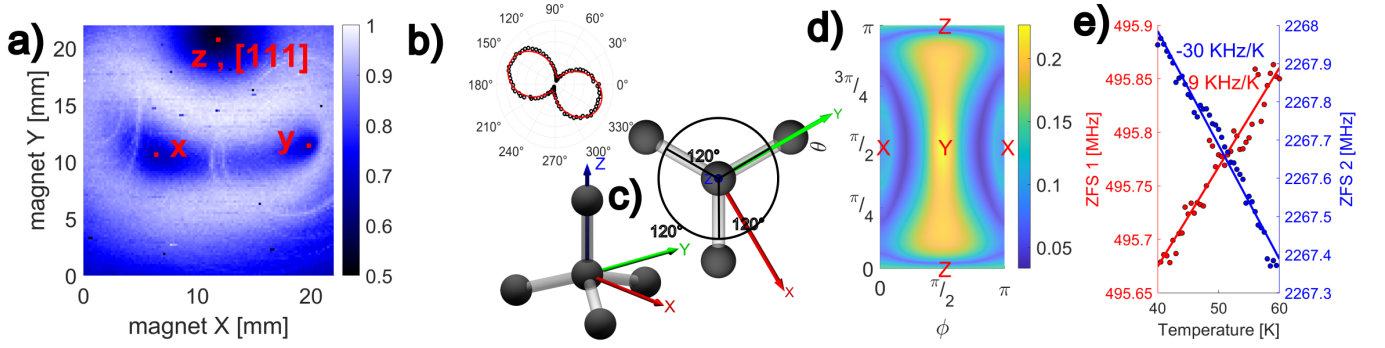 a)
magnet Y [mm]
20
15
10
5
0
0
10
20
magnet X [mm]
z , [111]
x
y
1
0.9
0.8
0.7
0.6
0.5
b)
90°
120°
60°
150°
30°
180°
0°
210°
330°
240°
270°
300°
c)
Z
Y
X
120°
Z
Y
X
120°
120°
d)
θ
π
3π/4
π/2
π/4
0
0
π/2
π
ϕ
Z
X
Y
X
Z
0.2
0.15
0.1
0.05
e)
ZFS 1 [MHz]
495.9
495.85
495.8
495.75
495.7
495.65
-30 KHz/K
9 KHz/K
2268
2267.9
2267.8
2267.7
2267.6
2267.5
2267.4
2267.3
ZFS 2 [MHz]
40
45
50
55
60
Temperature [K]